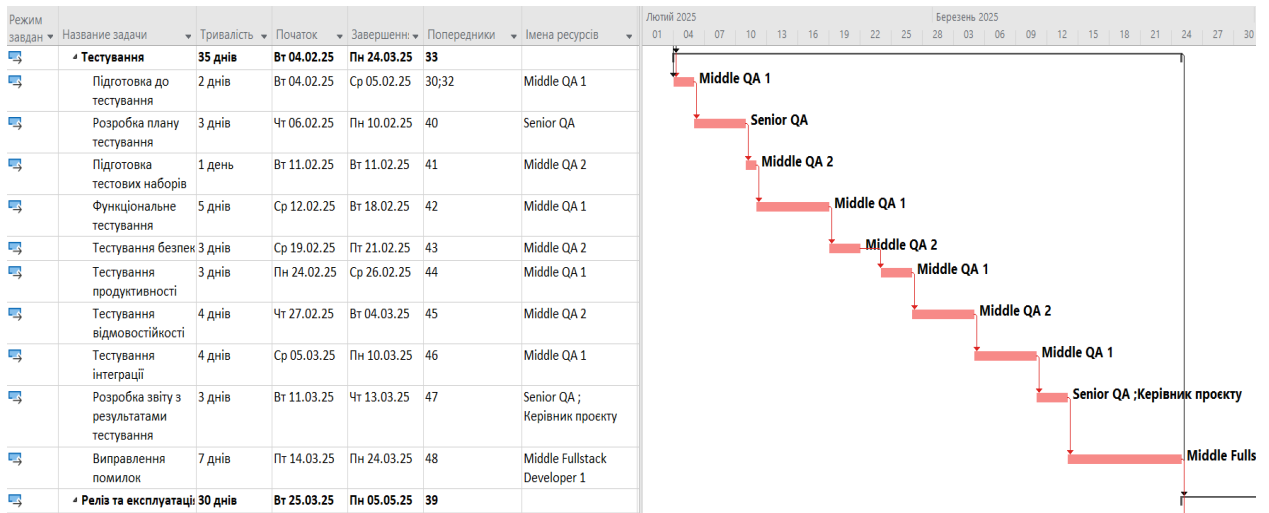 Режим
завдан
Название задачи
Тривалість
Початок
Завершенн:
Попередники
Імена ресурсів
Лютий 2025
Березень 2025
01 04 07 10 13 16 19 22 25 28 03 06 09 12 15 18 21 24 27 30
Тестування 35 днів Вт 04.02.25 Пн 24.03.25 33
Підготовка до 2 днів Вт 04.02.25 Ср 05.02.25 30;32 Middle QA 1 Middle QA 1
тестування
Розробка плану 3 днів Чт 06.02.25 Пн 10.02.25 40 Senior QA Senior QA
тестування
Підготовка 1 день Вт 11.02.25 Вт 11.02.25 41 Middle QA 2 Middle QA 2
тестових наборів
Функціональне 5 днів Ср 12.02.25 Вт 18.02.25 42 Middle QA 1 Middle QA 1
тестування
Тестування безпек 3 днів Ср 19.02.25 Пт 21.02.25 43 Middle QA 2 Middle QA 2
Тестування 3 днів Пн 24.02.25 Ср 26.02.25 44 Middle QA 1 Middle QA 1
продуктивності
Тестування 4 днів Чт 27.02.25 Вт 04.03.25 45 Middle QA 2 Middle QA 2
відмовостійкості
Тестування 4 днів Ср 05.03.25 Пн 10.03.25 46 Middle QA 1 Middle QA 1
інтеграції
Розробка звіту з 3 днів Вт 11.03.25 Чт 13.03.25 47 Senior QA ; Senior QA ;Керівник проєкту
результатами Керівник проєкту
тестування
Виправлення 7 днів Пт 14.03.25 Пн 24.03.25 48 Middle Fullstack Middle Fulls
помилок Developer 1
Реліз та експлуатаці: 30 днів Вт 25.03.25 Пн 05.05.25 39